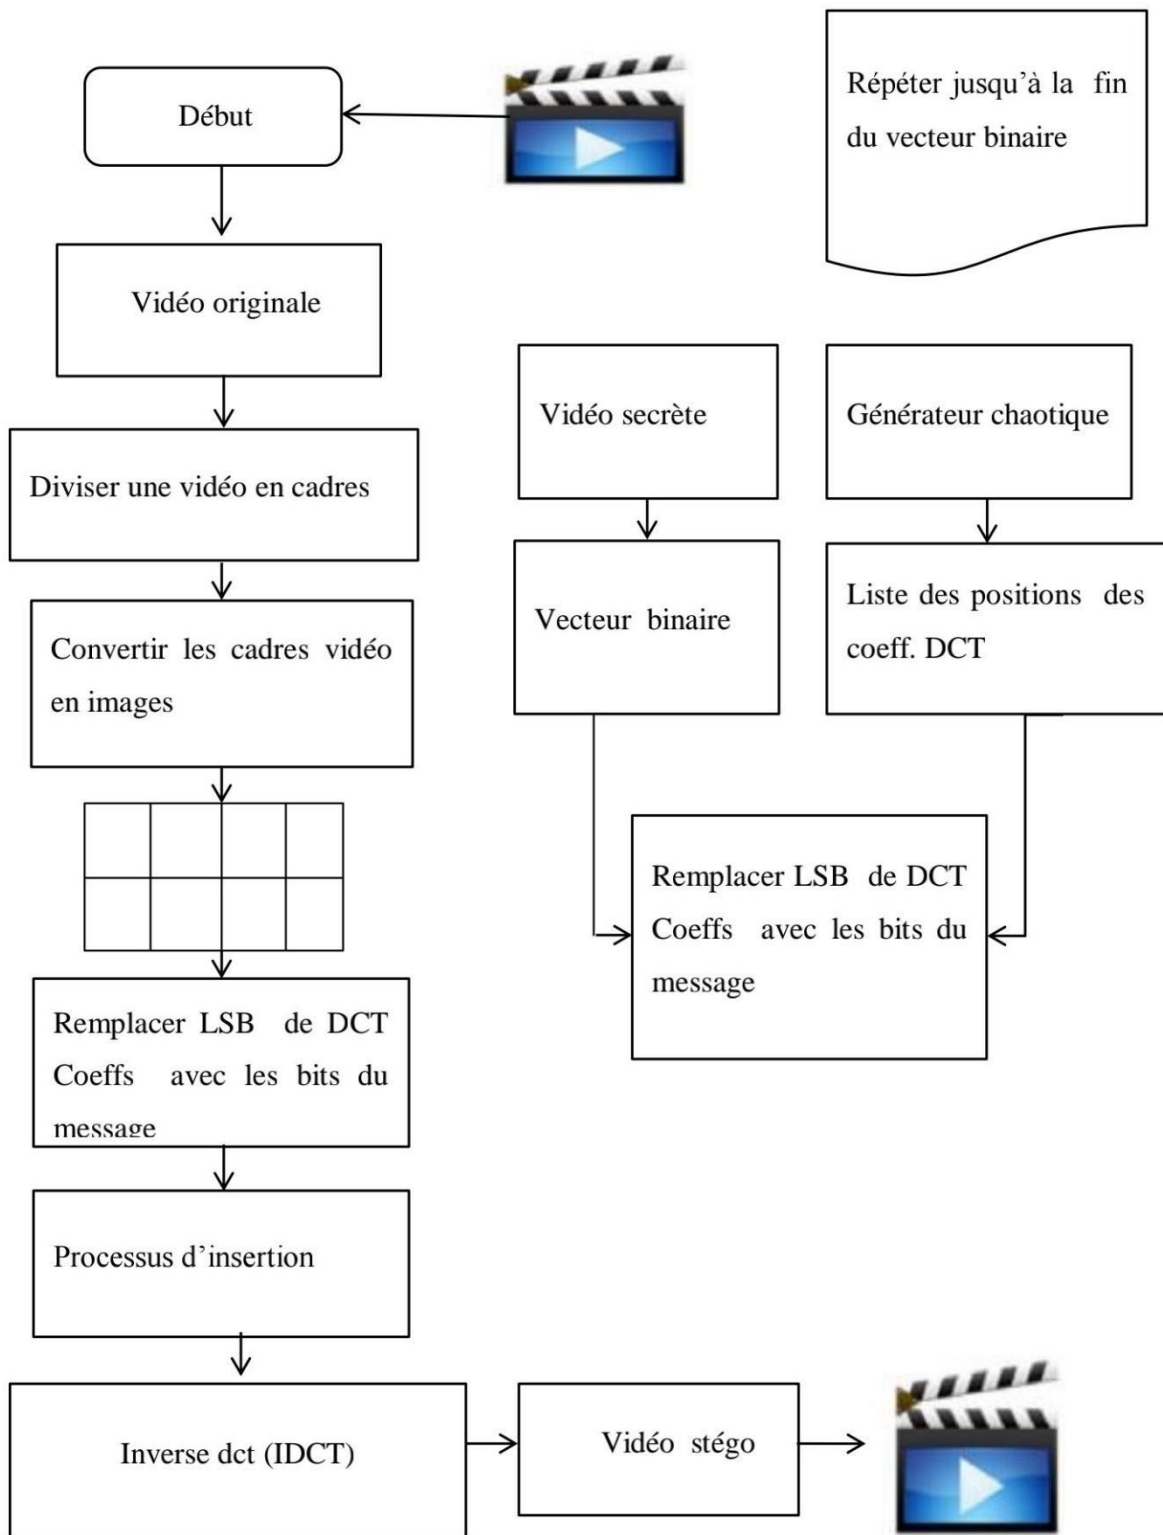 Début
Répéter jusqu’à la fin
du vecteur binaire
Vidéo originale
Vidéo secrète
Générateur chaotique
Diviser une vidéo en cadres
Vecteur binaire
Liste des positions des
coeff. DCT
Convertir les cadres vidéo
en images
Remplacer LSB de DCT
Coeffs avec les bits du
message
Remplacer LSB de DCT
Coeffs avec les bits du
message
Processus d’insertion
Inverse dct (IDCT)
Vidéo stégo